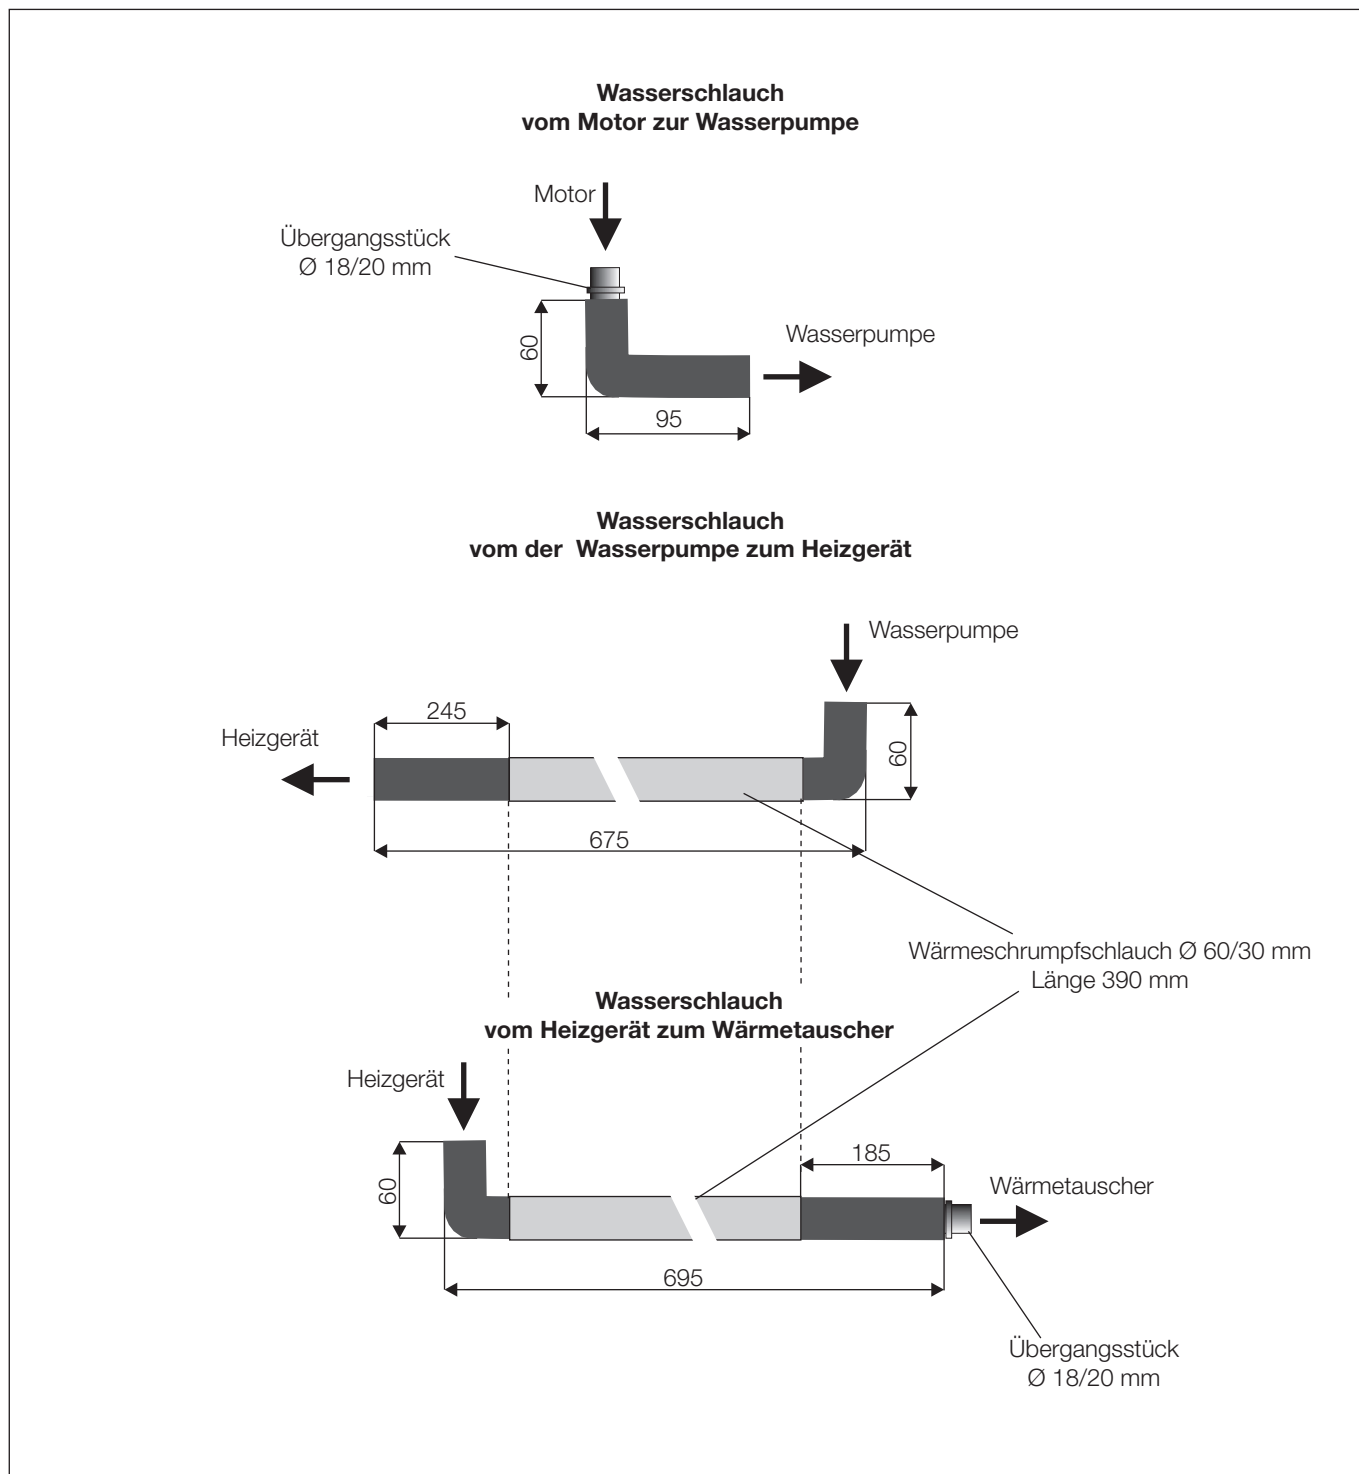 Wasserschlauch
vom Motor zur Wasserpumpe
Motor
Übergangsstück
Ø 18/20 mm
60
Wasserpumpe
95
Wasserschlauch
vom der Wasserpumpe zum Heizgerät
Wasserpumpe
245
Heizgerät
60
675
Wärmeschrumpfschlauch Ø 60/30 mm
Länge 390 mm
Wasserschlauch
vom Heizgerät zum Wärmetauscher
Heizgerät
60
185
Wärmetauscher
695
Übergangsstück
Ø 18/20 mm